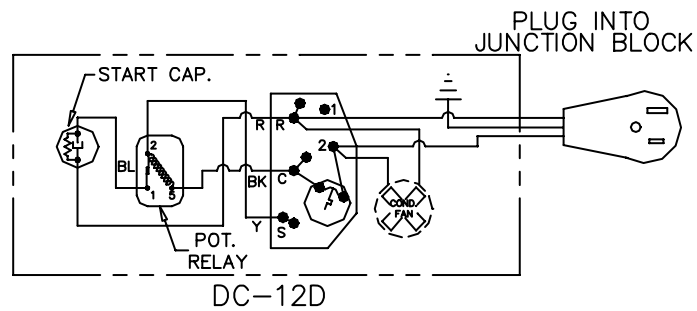 PLUG INTO
JUNCTION BLOCK
START CAP.
1
R R
2
2
BL
BK C
1 5
COND.
FAN
Y S
POT.
RELAY
DC-12D